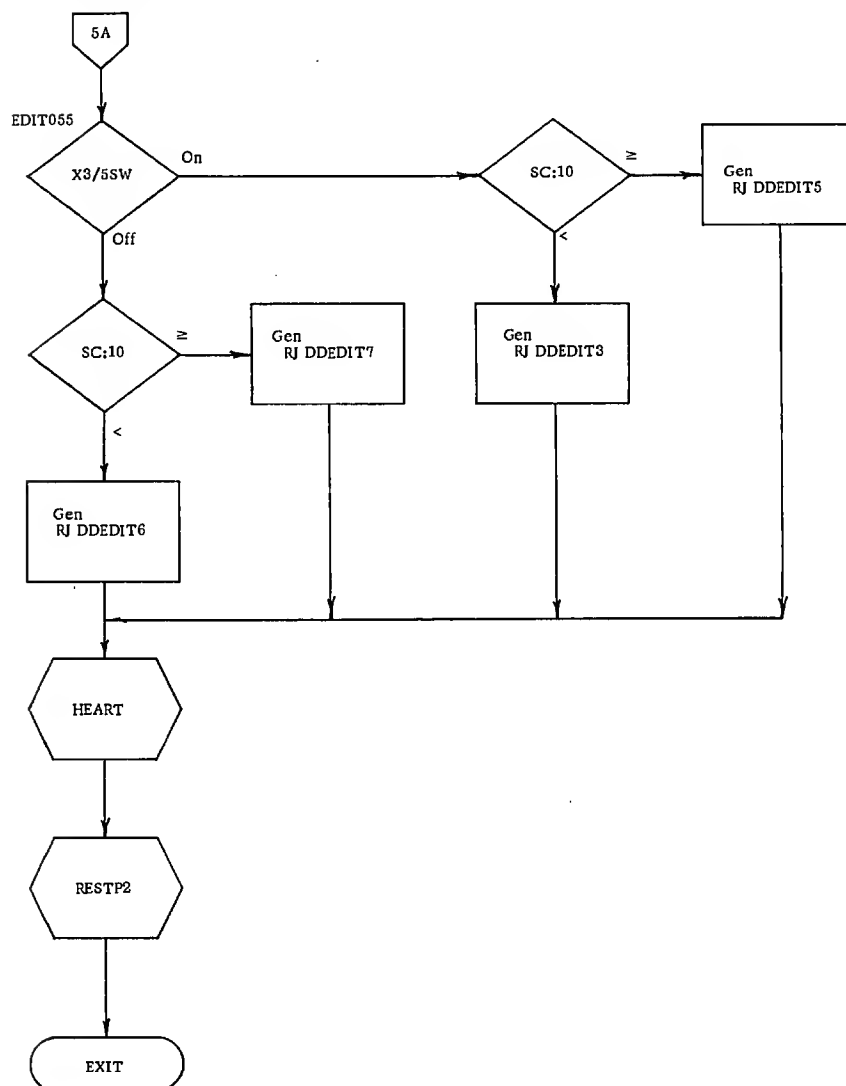 5A
EDIT055
X3/5SW
On
SC:10
≥
Gen
RJ DDEDIT5
Off
<
SC:10
≥
Gen
RJ DDEDIT7
Gen
RJ DDEDIT3
<
Gen
RJ DDEDIT6
HEART
RESTP2
EXIT